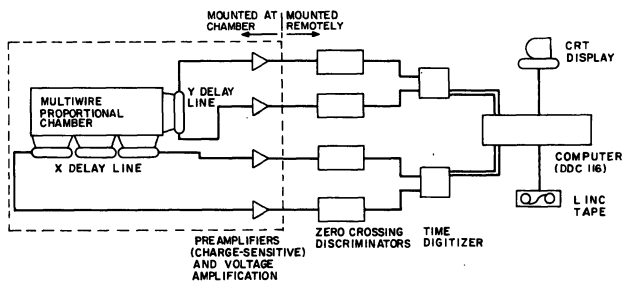 MOUNTED AT
CHAMBER
MOUNTED
REMOTELY
CRT
DISPLAY
Y DELAY
LINE
MULTIWIRE
PROPORTIONAL
CHAMBER
X DELAY LINE
COMPUTER
(DDC 116)
LINC
TAPE
PREAMPLIFIERS
(CHARGE-SENSITIVE)
AND VOLTAGE
AMPLIFICATION
ZERO CROSSING
DISCRIMINATORS
TIME
DIGITIZER